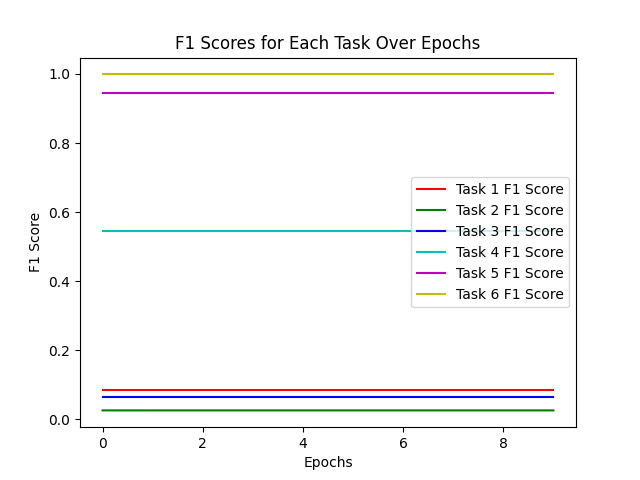 F1 Scores for Each Task Over Epochs
F1 Score
1.0
0.8
0.6
0.4
0.2
0.0
Task 1 F1 Score
Task 2 F1 Score
Task 3 F1 Score
Task 4 F1 Score
Task 5 F1 Score
Task 6 F1 Score
0 2 4 6 8
Epochs